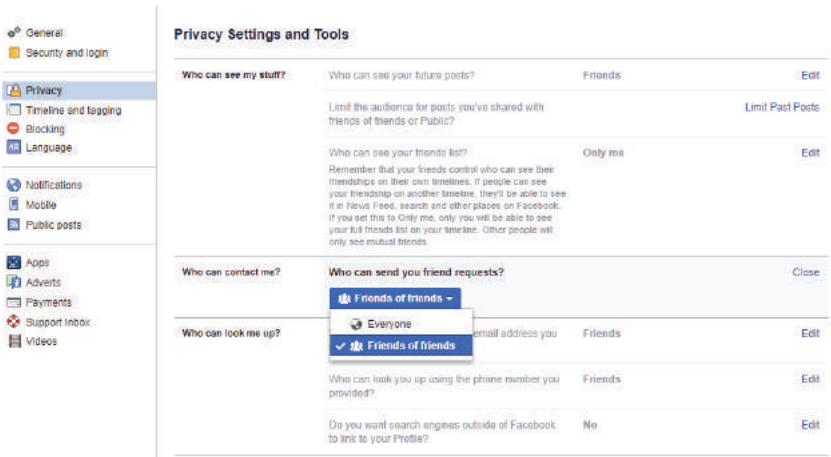 General
Security and login
Privacy
Timeline and tagging
Blocking
Language
Notifications
Mobile
Public posts
Apps
Adverts
Payments
Support Inbox
Videos
Privacy Settings and Tools
Who can see my stuff?
Who can see your future posts?
Friends
Edit
Limit the audience for posts you've shared with
friends of friends or Public?
Limit Past Posts
Who can see your friends list?
Only me
Edit
Remember that your friends control who can see their
friendships on their own timelines. If people can see
your friendship on another timeline, they'll be able to see
it in News Feed, search and other places on Facebook.
If you set this to Only me, only you will be able to see
your full friends list on your timeline. Other people will
only see mutual friends.
Who can contact me?
Who can send you friend requests?
Close
Friends of friends
Everyone
Friends of friends
Who can look me up?
email address you
Friends
Edit
Who can look you up using the phone number you
provided?
Friends
Edit
Do you want search engines outside of Facebook
to link to your Profile?
No
Edit